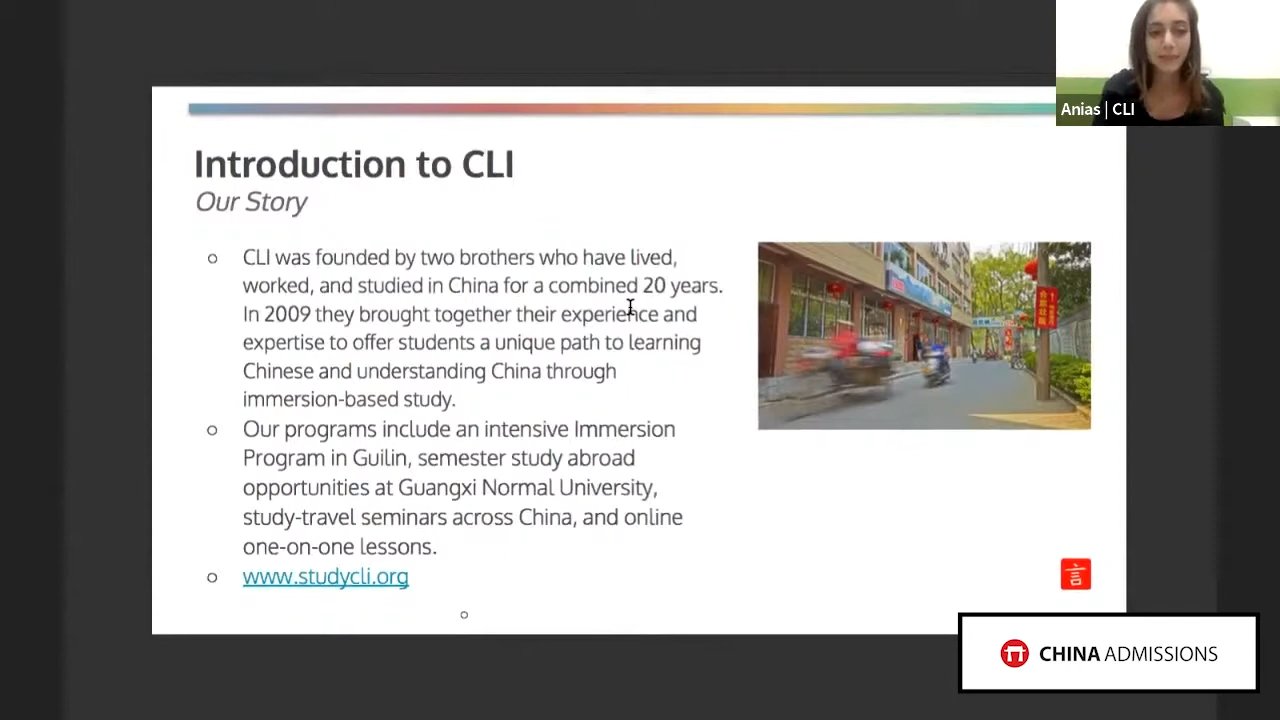 Anias | CLI
Introduction to CLI
Our Story
CLI was founded by two brothers who have lived,
worked, and studied in China for a combined 20 years.
In 2009 they brought together their experience and
expertise to offer students a unique path to learning
Chinese and understanding China through
immersion-based study.
Our programs include an intensive Immersion
Program in Guilin, semester study abroad
opportunities at Guangxi Normal University,
study-travel seminars across China, and online
one-on-one lessons.
www.studycli.org
言
CHINA ADMISSIONS